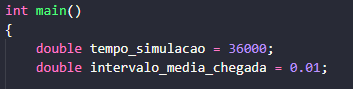 int main()
{
double tempo_simulacao = 36000;
double intervalo_media_chegada = 0.01;